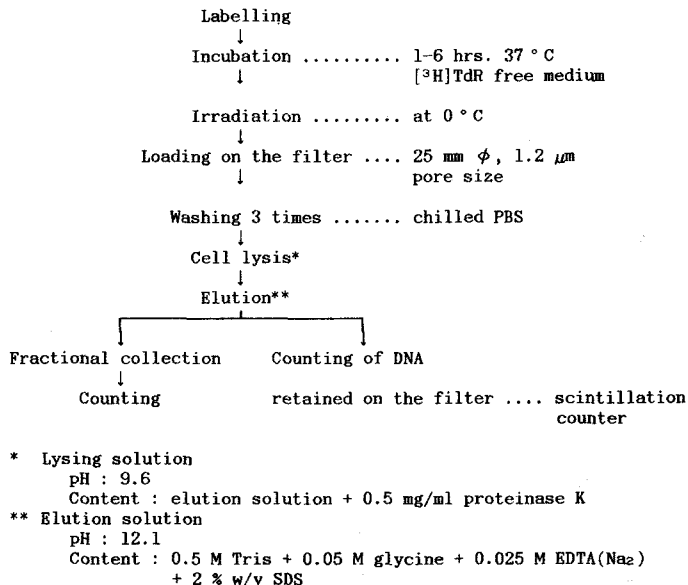 Labelling
↓
Incubation .......... 1-6 hrs. 37 °C
↓ [³H]TdR free medium
Irradiation ......... at 0 °C
↓
Loading on the filter .... 25 mm φ, 1.2 μm
↓ pore size
Washing 3 times ....... chilled PBS
↓
Cell lysis*
↓
Elution**
Fractional collection Counting of DNA
↓
Counting retained on the filter .... scintillation
counter
* Lysing solution
pH : 9.6
Content : elution solution + 0.5 mg/ml proteinase K
** Elution solution
pH : 12.1
Content : 0.5 M Tris + 0.05 M glycine + 0.025 M EDTA(Na₂)
+ 2 % w/v SDS